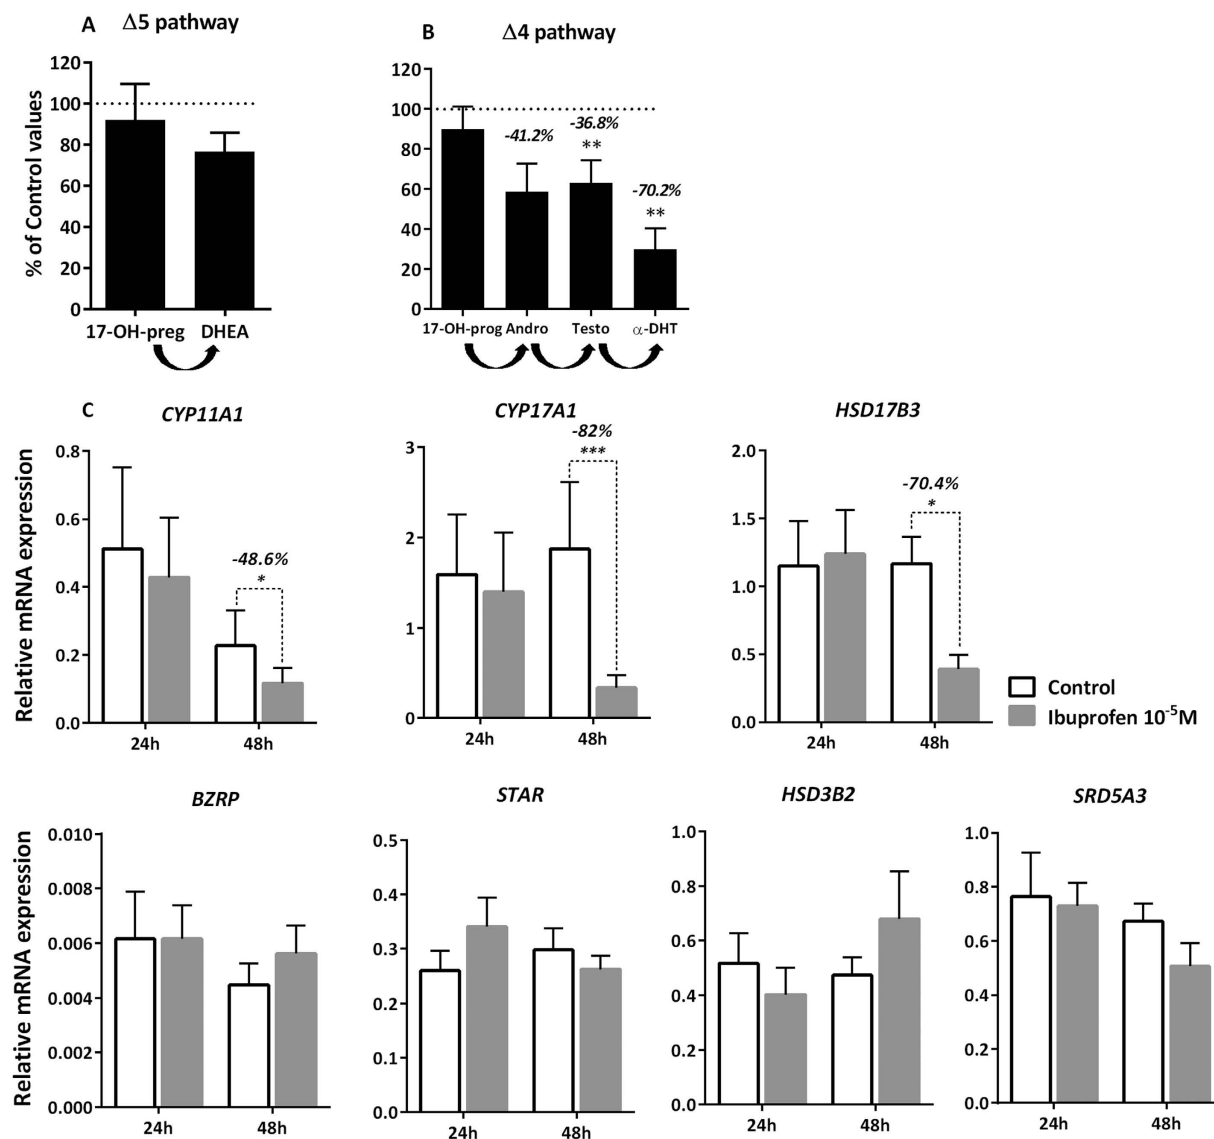 A Δ5 pathway
% of Control values
120
100
80
60
40
20
0
17-OH-preg DHEA
B Δ4 pathway
120
100
80
60
40
20
0
-41.2%
-36.8%
**
-70.2%
**
17-OH-prog Andro Testo α-DHT
C CYP11A1
Relative mRNA expression
0.8
0.6
0.4
0.2
0.0
-48.6%
*
24h 48h
CYP17A1
3
2
1
0
-82%
***
24h 48h
HSD17B3
2.0
1.5
1.0
0.5
0.0
-70.4%
*
24h 48h
Control
Ibuprofen 10⁻⁵M
BZRP
Relative mRNA expression
0.010
0.008
0.006
0.004
0.002
0.000
24h 48h
STAR
0.5
0.4
0.3
0.2
0.1
0.0
24h 48h
HSD3B2
1.0
0.8
0.6
0.4
0.2
0.0
24h 48h
SRD5A3
1.0
0.8
0.6
0.4
0.2
0.0
24h 48h